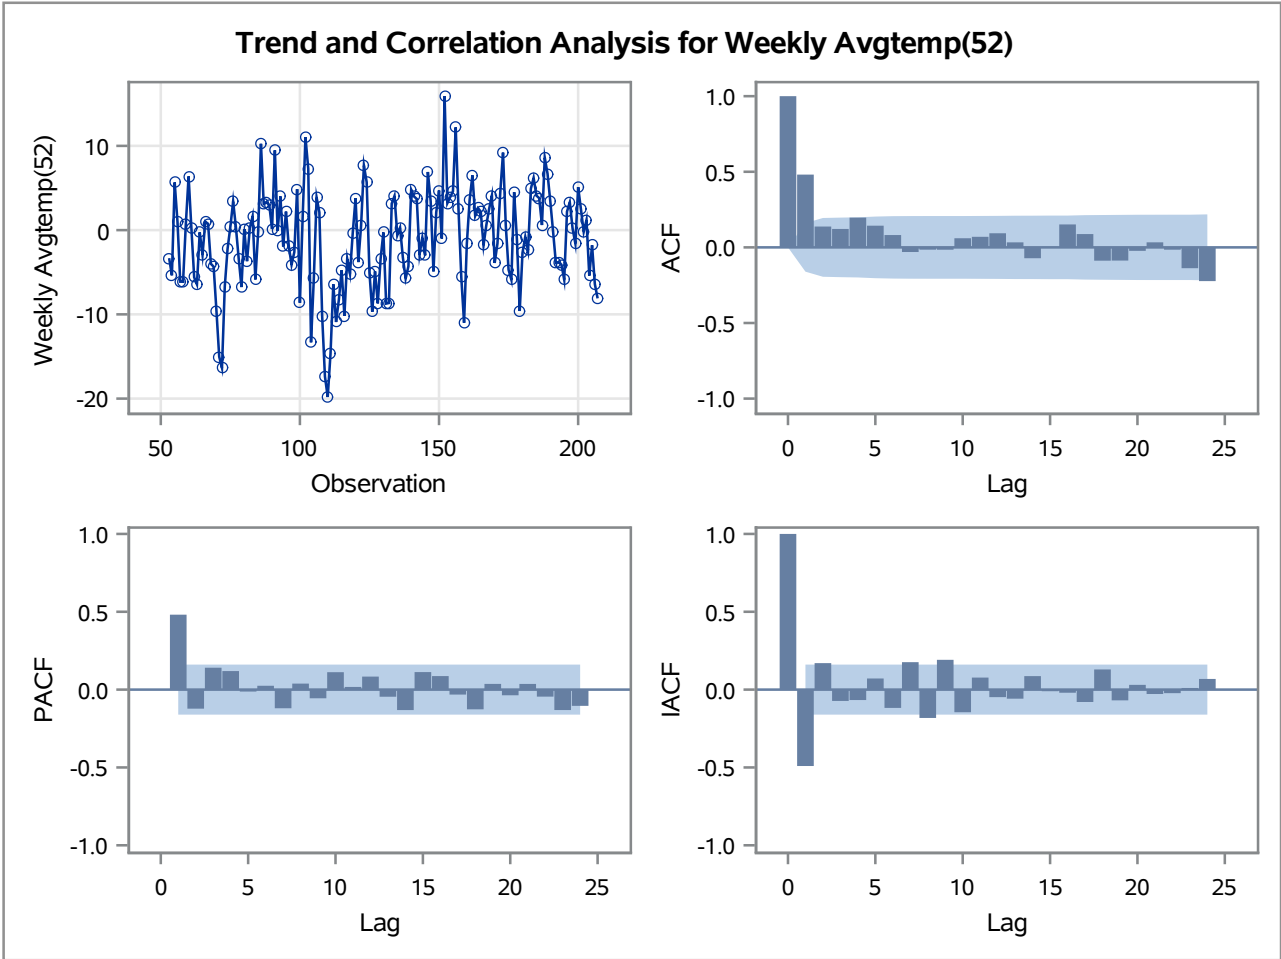 Trend and Correlation Analysis for Weekly Avgtemp(52)
Weekly Avgtemp(52)
10
0
-10
-20
50 100 150 200
Observation
ACF
1.0
0.5
0.0
-0.5
-1.0
0 5 10 15 20 25
Lag
PACF
1.0
0.5
0.0
-0.5
-1.0
0 5 10 15 20 25
Lag
IACF
1.0
0.5
0.0
-0.5
-1.0
0 5 10 15 20 25
Lag